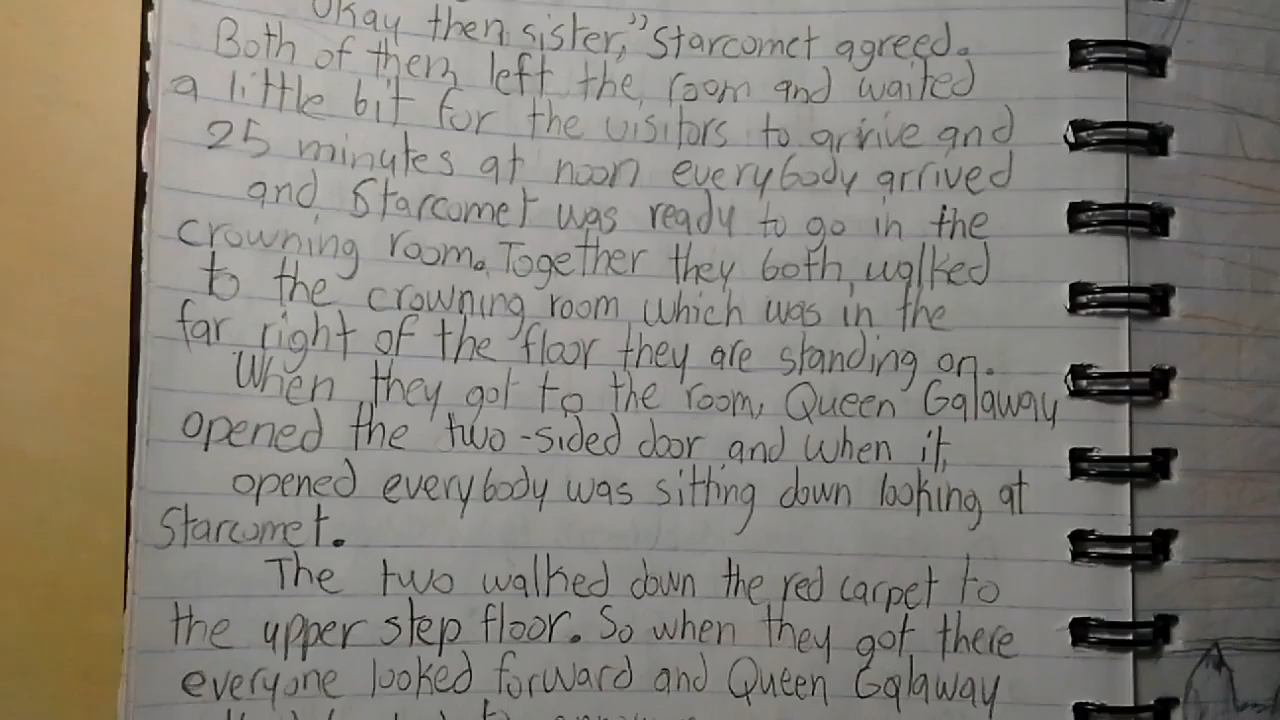 Okay then, sister," Starcomet agreed.
Both of them left the room and waited
a little bit for the visitors to arrive and
25 minutes at noon everybody arrived
and Starcomet was ready to go in the
crowning room. Together they both walked
to the crowning room which was in the
far right of the floor they are standing on.
When they got to the room, Queen Galaway
opened the two-sided door and when it
opened everybody was sitting down looking at
Starcomet.
The two walked down the red carpet to
the upper step floor. So when they got there
everyone looked forward and Queen Galaway